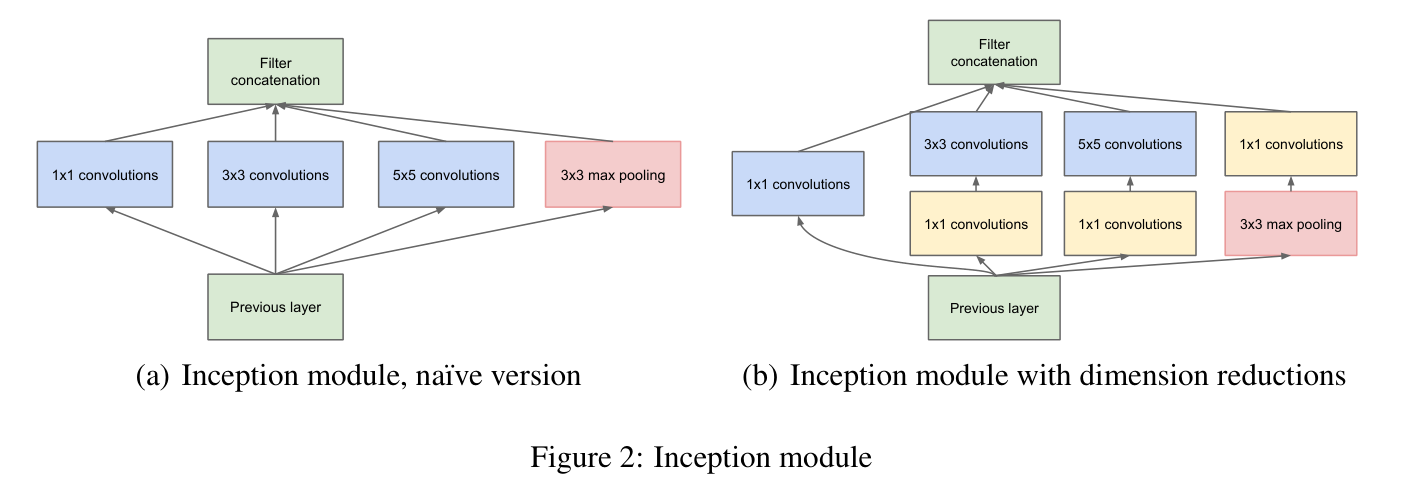 Filter
concatenation
1x1 convolutions
3x3 convolutions
5x5 convolutions
3x3 max pooling
Previous layer
(a) Inception module, naïve version
Filter
concatenation
3x3 convolutions
5x5 convolutions
1x1 convolutions
1x1 convolutions
1x1 convolutions
1x1 convolutions
3x3 max pooling
Previous layer
(b) Inception module with dimension reductions
Figure 2: Inception module